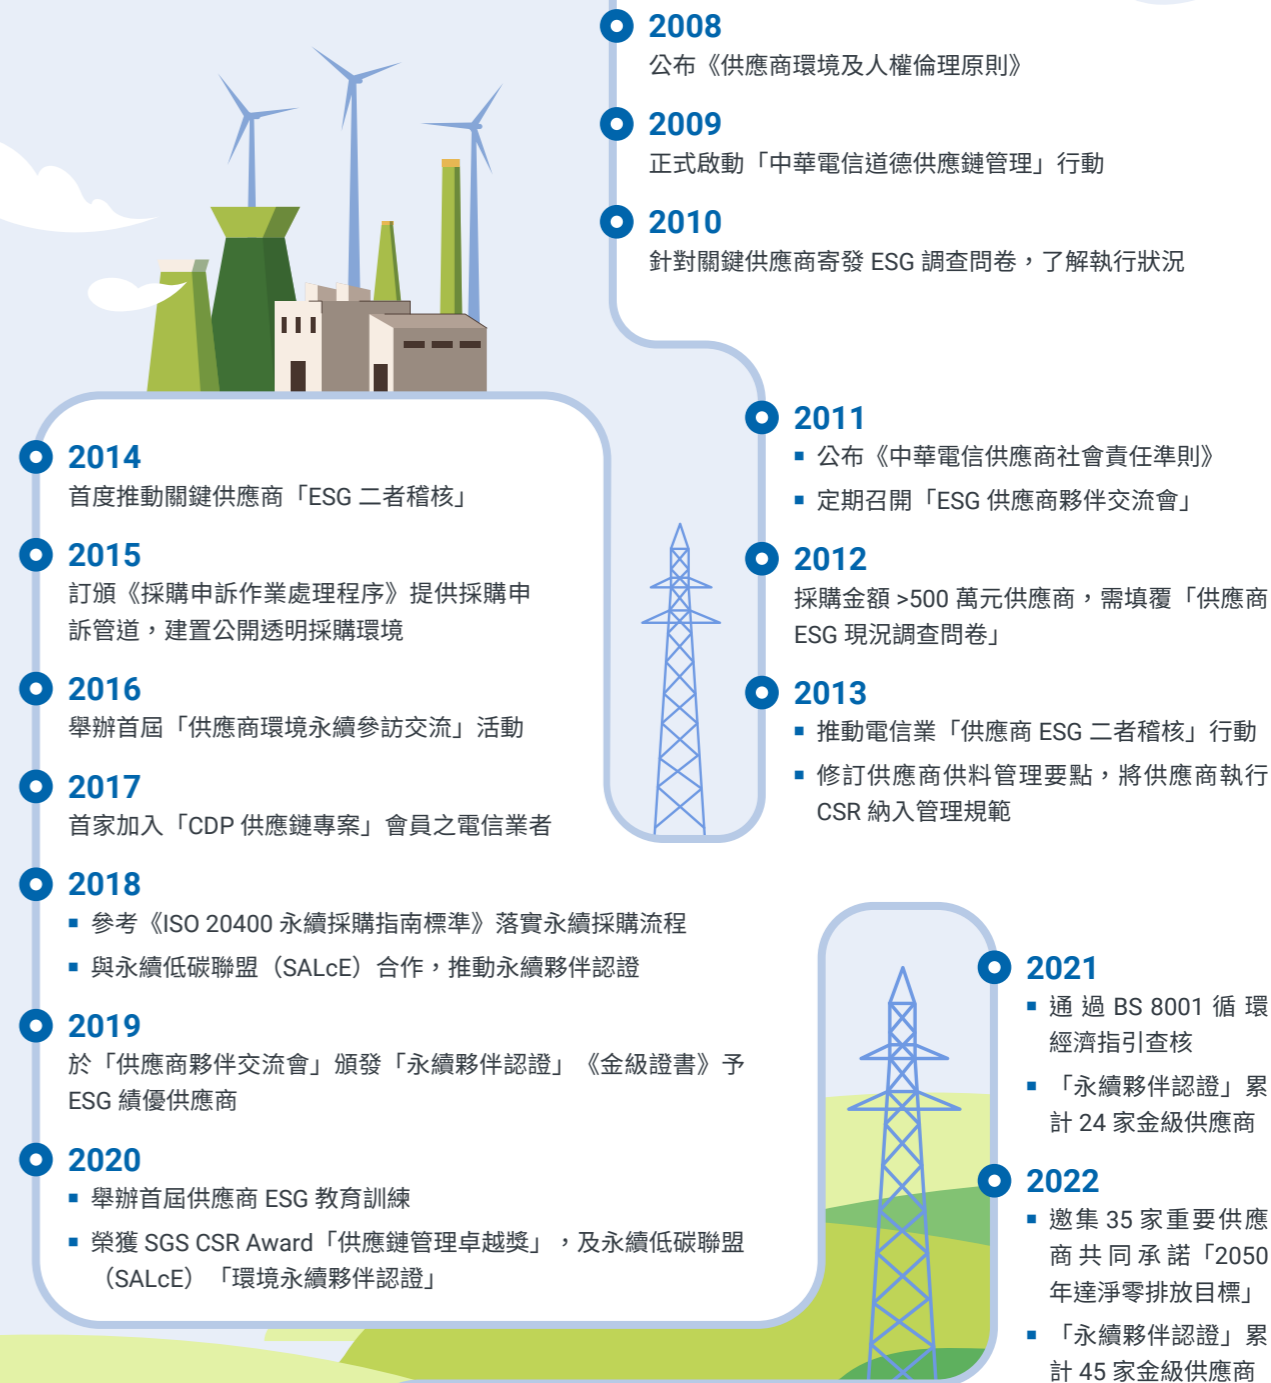 2008
公布《供應商環境及人權倫理原則》
2009
正式啟動「中華電信道德供應鏈管理」行動
2010
針對關鍵供應商寄發 ESG 調查問卷，了解執行狀況
2011
▪ 公布《中華電信供應商社會責任準則》
▪ 定期召開「ESG 供應商夥伴交流會」
2012
採購金額 >500 萬元供應商，需填覆「供應商
ESG 現況調查問卷」
2013
▪ 推動電信業「供應商 ESG 二者稽核」行動
▪ 修訂供應商供料管理要點，將供應商執行
CSR 納入管理規範
2014
首度推動關鍵供應商「ESG 二者稽核」
2015
訂頒《採購申訴作業處理程序》提供採購申
訴管道，建置公開透明採購環境
2016
舉辦首屆「供應商環境永續參訪交流」活動
2017
首家加入「CDP 供應鏈專案」會員之電信業者
2018
▪ 參考《ISO 20400 永續採購指南標準》落實永續採購流程
▪ 與永續低碳聯盟（SALcE）合作，推動永續夥伴認證
2019
於「供應商夥伴交流會」頒發「永續夥伴認證」《金級證書》予
ESG 績優供應商
2020
▪ 舉辦首屆供應商 ESG 教育訓練
▪ 榮獲 SGS CSR Award「供應鏈管理卓越獎」，及永續低碳聯盟
（SALcE）「環境永續夥伴認證」
2021
▪ 通過 BS 8001 循環
經濟指引查核
▪ 「永續夥伴認證」累
計 24 家金級供應商
2022
▪ 邀集 35 家重要供應
商共同承諾「2050
年達淨零排放目標」
▪ 「永續夥伴認證」累
計 45 家金級供應商